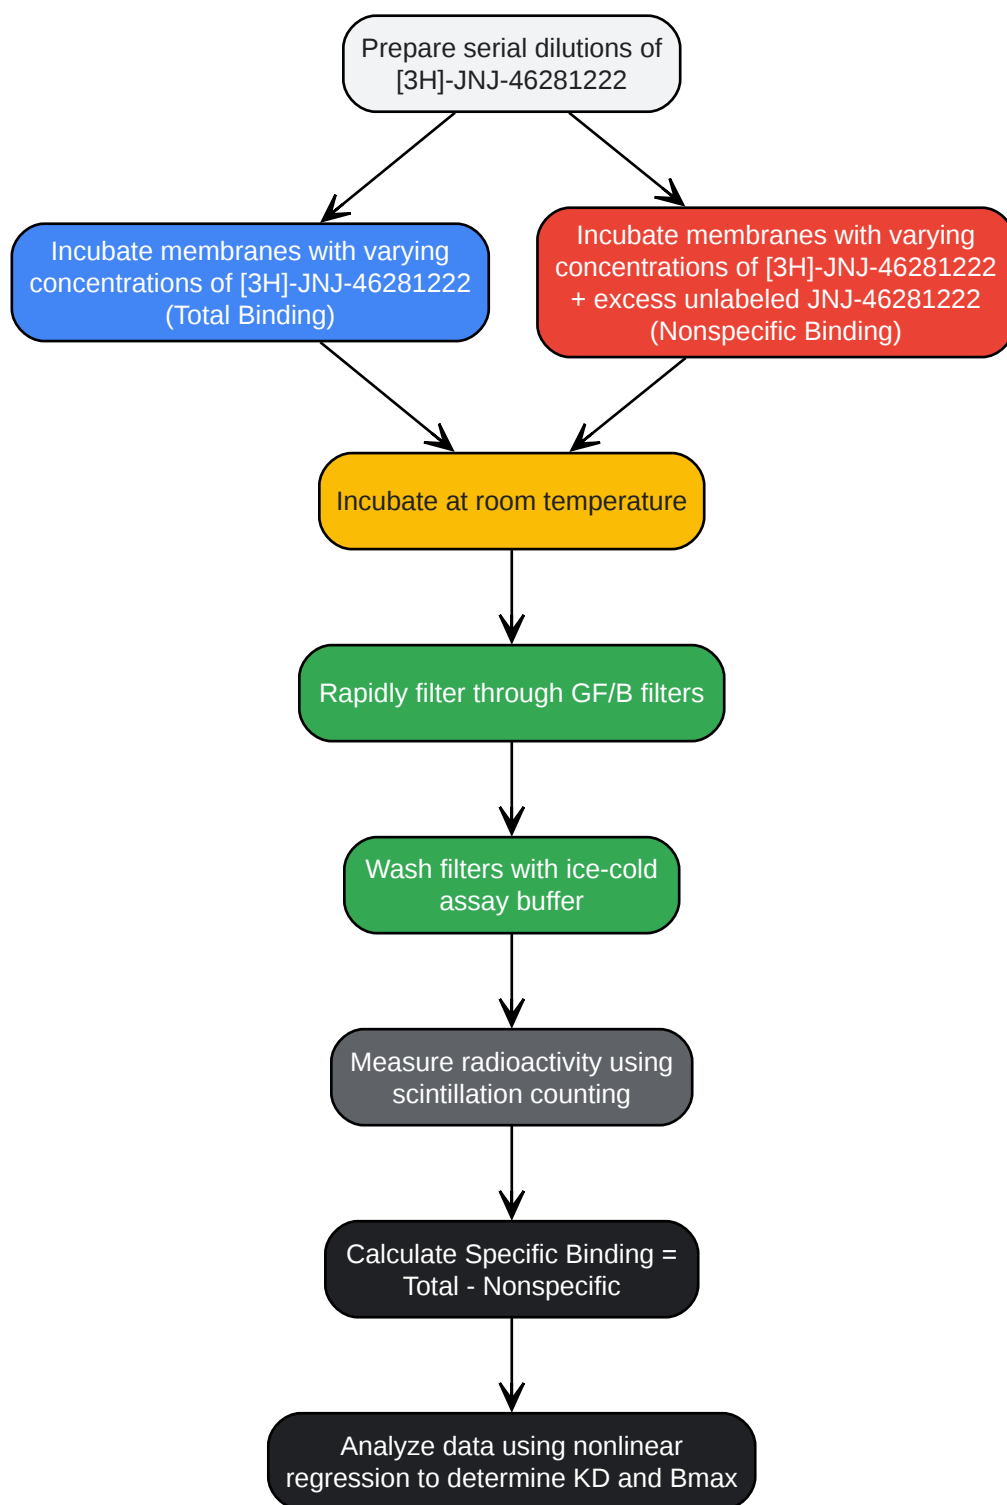 Prepare serial dilutions of
[3H]-JNJ-46281222
Incubate membranes with varying
concentrations of [3H]-JNJ-46281222
(Total Binding)
Incubate membranes with varying
concentrations of [3H]-JNJ-46281222
+ excess unlabeled JNJ-46281222
(Nonspecific Binding)
Incubate at room temperature
Rapidly filter through GF/B filters
Wash filters with ice-cold
assay buffer
Measure radioactivity using
scintillation counting
Calculate Specific Binding =
Total - Nonspecific
Analyze data using nonlinear
regression to determine KD and Bmax